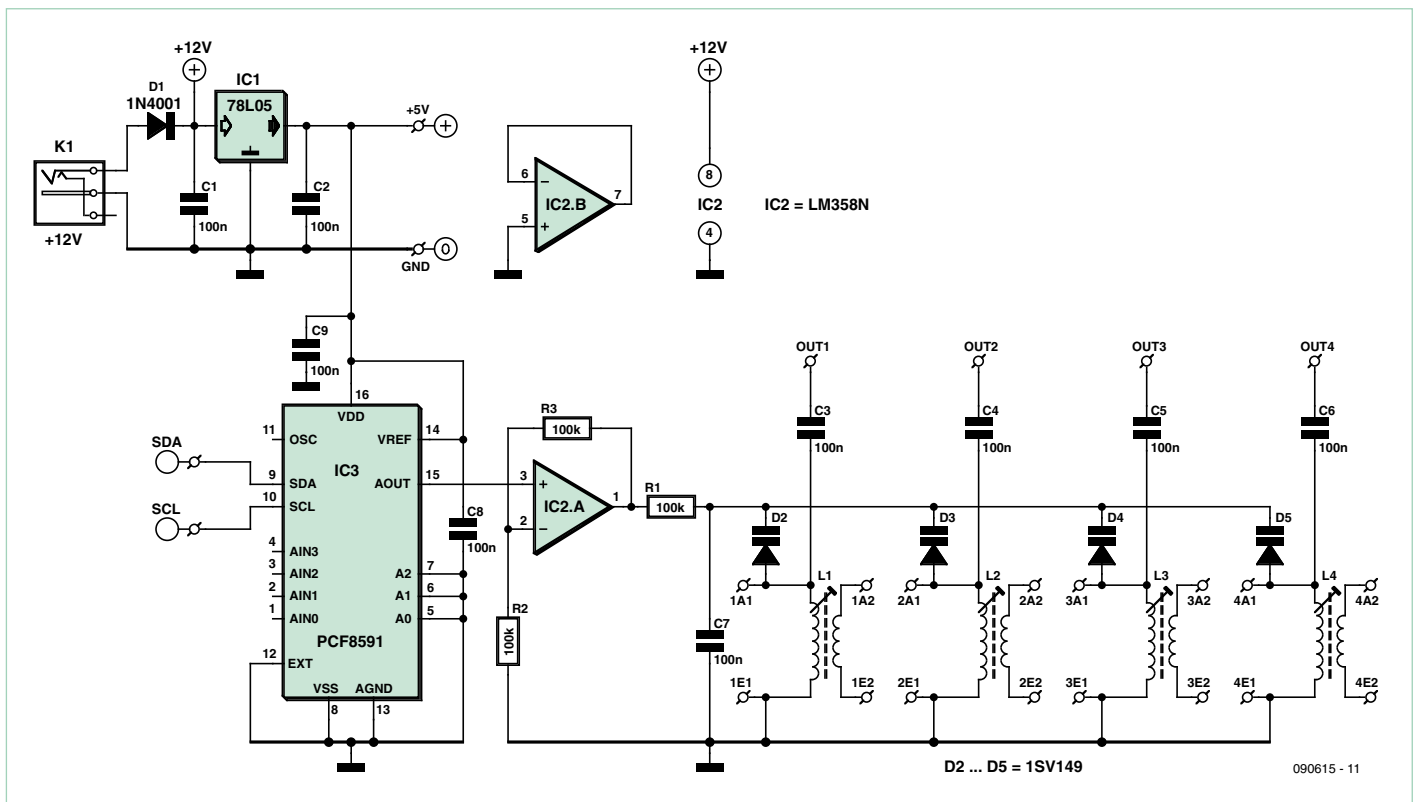 +12V
+12V
D1
1N4001
IC1
78L05
+5V
K1
C1
100n
C2
100n
+12V
GND
0
6
5
7
IC2.B
8
IC2
4
IC2 = LM358N
C9
100n
16
VDD
11
OSC
VREF
14
SDA
IC3
9
SDA
AOUT
15
SCL
10
SCL
4
AIN3
3
AIN2
2
AIN1
1
AIN0
A2
7
A1
6
A0
5
PCF8591
12
EXT
VSS
AGND
8
13
C8
100n
R3
100k
3
2
1
IC2.A
R1
100k
R2
100k
C7
100n
OUT1
OUT2
OUT3
OUT4
C3
100n
C4
100n
C5
100n
C6
100n
D2
D3
D4
D5
1A1
L1
1A2
2A1
L2
2A2
3A1
L3
3A2
4A1
L4
4A2
1E1
1E2
2E1
2E2
3E1
3E2
4E1
4E2
D2 ... D5 = 1SV149
090615 - 11